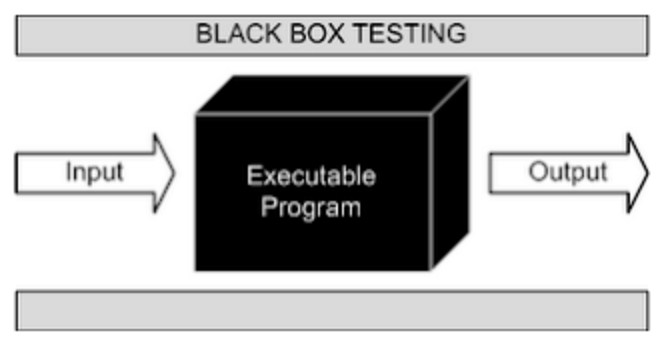 BLACK BOX TESTING
Input
Executable
Program
Output